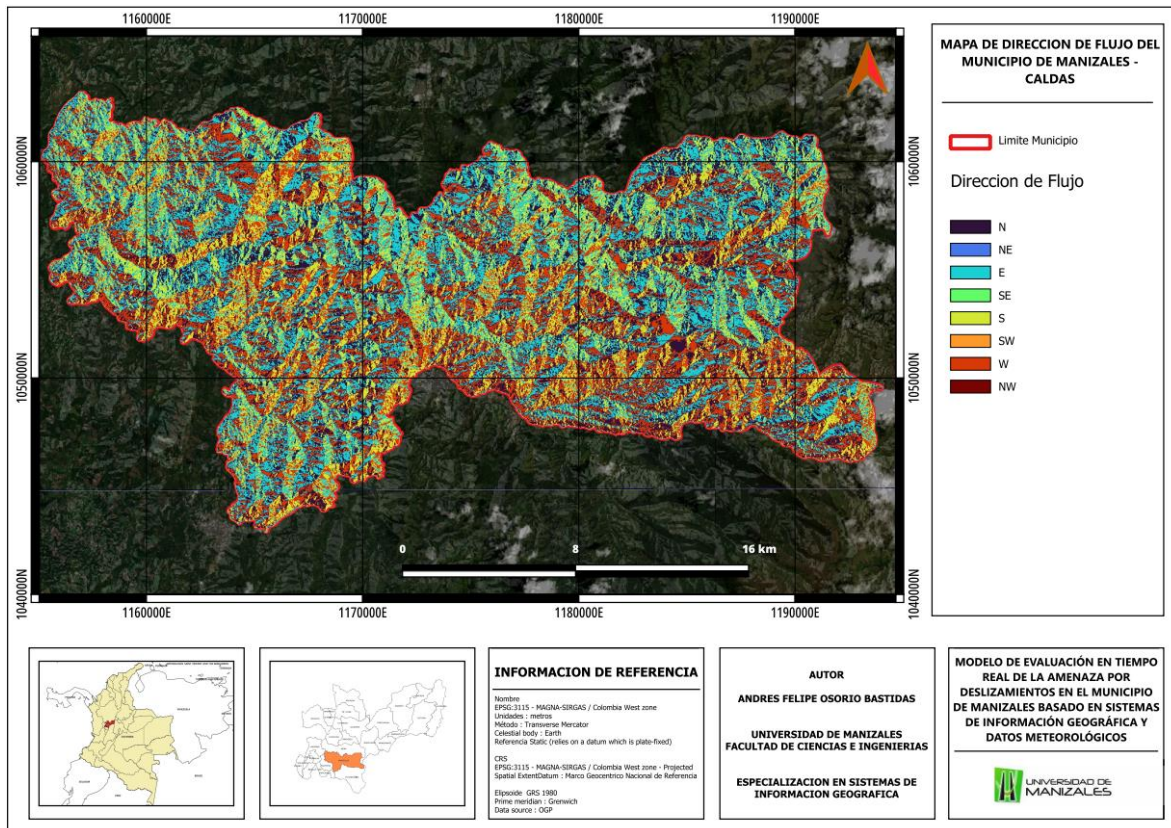 1160000E 1170000E 1180000E 1190000E
1060000N 1060000N
1050000N 1050000N
1040000N 1040000N
0 8 16 km
1160000E 1170000E 1180000E 1190000E
MAPA DE DIRECCION DE FLUJO DEL
MUNICIPIO DE MANIZALES -
CALDAS
Limite Municipio
Direccion de Flujo
N
NE
E
SE
S
SW
W
NW
INFORMACION DE REFERENCIA
Nombre
EPSG:3115 - MAGNA-SIRGAS / Colombia West zone
Unidades : metros
Método : Transverse Mercator
Celestial body : Earth
Referencia Static (relies on a datum which is plate-fixed)
CRS
EPSG:3115 - MAGNA-SIRGAS / Colombia West zone - Projected
Spatial ExtentDatum : Marco Geocentrico Nacional de Referencia
Elipsoide GRS 1980
Prime meridian : Grenwich
Data source : OGP
AUTOR
ANDRES FELIPE OSORIO BASTIDAS
UNIVERSIDAD DE MANIZALES
FACULTAD DE CIENCIAS E INGENIERIAS
ESPECIALIZACION EN SISTEMAS DE
INFORMACION GEOGRAFICA
MODELO DE EVALUACIÓN EN TIEMPO
REAL DE LA AMENAZA POR
DESLIZAMIENTOS EN EL MUNICIPIO
DE MANIZALES BASADO EN SISTEMAS
DE INFORMACIÓN GEOGRÁFICA Y
DATOS METEOROLÓGICOS
UNIVERSIDAD DE
MANIZALES